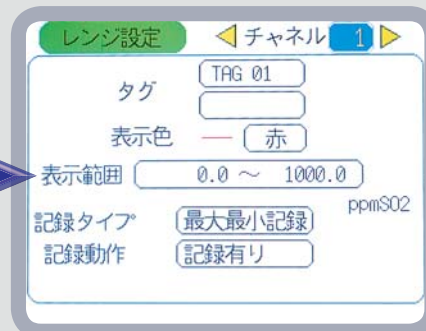 レンジ設定 チャネル 1
タグ TAG 01
表示色 赤
表示範囲 0.0 ～ 1000.0
ppmSO2
記録タイプ 最大最小記録
記録動作 記録有り